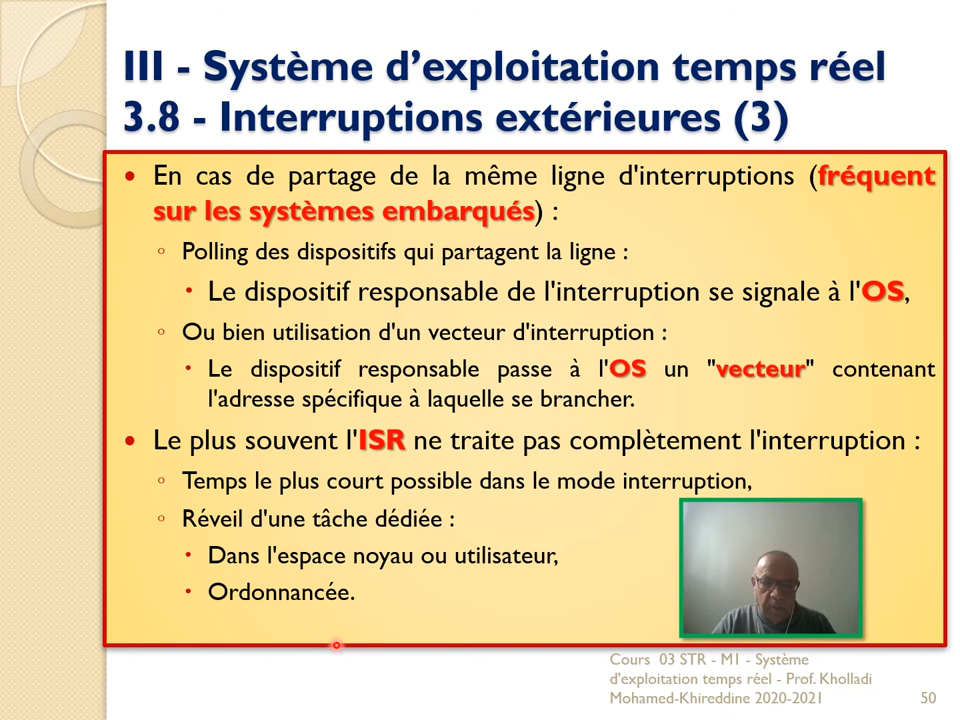 III - Système d’exploitation temps réel
3.8 - Interruptions extérieures (3)
En cas de partage de la même ligne d'interruptions (fréquent
sur les systèmes embarqués) :
Polling des dispositifs qui partagent la ligne :
Le dispositif responsable de l'interruption se signale à l'OS,
Ou bien utilisation d'un vecteur d'interruption :
Le dispositif responsable passe à l'OS un "vecteur" contenant
l'adresse spécifique à laquelle se brancher.
Le plus souvent l'ISR ne traite pas complètement l'interruption :
Temps le plus court possible dans le mode interruption,
Réveil d'une tâche dédiée :
Dans l'espace noyau ou utilisateur,
Ordonnancée.
Cours 03 STR - M1 - Système
d'exploitation temps réel - Prof. Kholladi
Mohamed-Khireddine 2020-2021
50